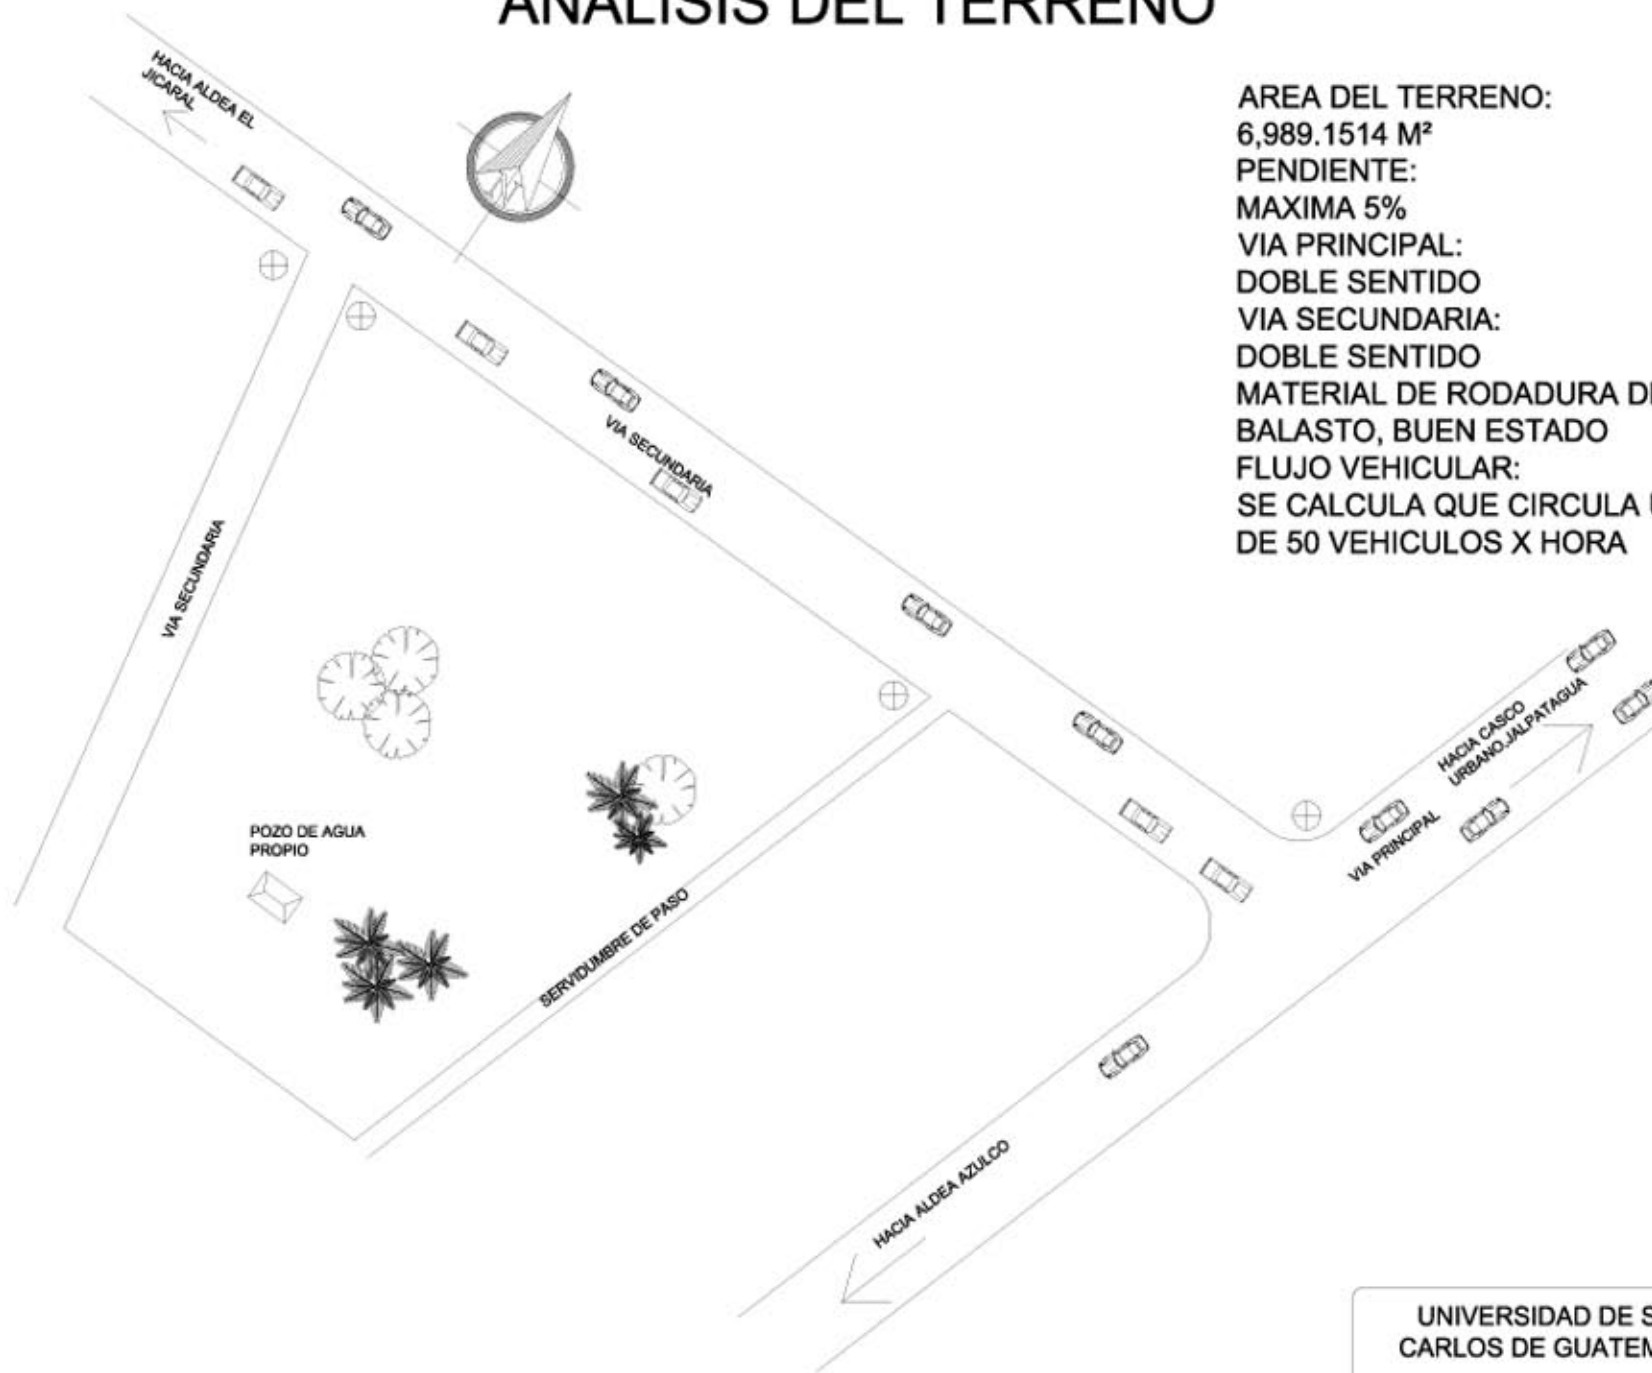 ANALISIS DEL TERRENO
HACIA ALDEA EL
JICARAL
AREA DEL TERRENO:
6,989.1514 M²
PENDIENTE:
MAXIMA 5%
VIA PRINCIPAL:
DOBLE SENTIDO
VIA SECUNDARIA:
DOBLE SENTIDO
MATERIAL DE RODADURA
BALASTO, BUEN ESTADO
FLUJO VEHICULAR:
SE CALCULA QUE CIRCULA
DE 50 VEHICULOS X HORA
VIA SECUNDARIA
VIA SECUNDARIA
HACIA CASCO
URBANO.JALPATAGUA
VIA PRINCIPAL
POZO DE AGUA
PROPIO
SERVIDUMBRE DE PASO
HACIA ALDEA AZULCO
UNIVERSIDAD DE
CARLOS DE